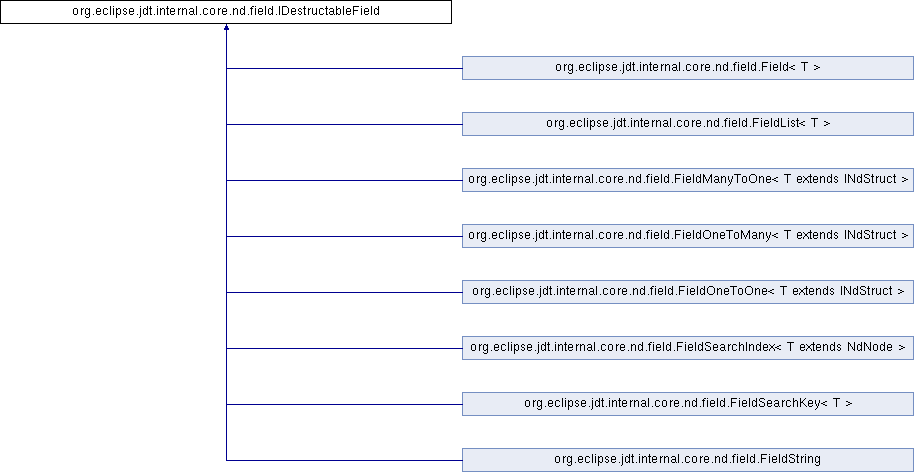 org.eclipse.jdt.internal.core.nd.field.IDestructableField
org.eclipse.jdt.internal.core.nd.field.Field< T >
org.eclipse.jdt.internal.core.nd.field.FieldList< T >
org.eclipse.jdt.internal.core.nd.field.FieldManyToOne< T extends INdStruct >
org.eclipse.jdt.internal.core.nd.field.FieldOneToMany< T extends INdStruct >
org.eclipse.jdt.internal.core.nd.field.FieldOneToOne< T extends INdStruct >
org.eclipse.jdt.internal.core.nd.field.FieldSearchIndex< T extends NdNode >
org.eclipse.jdt.internal.core.nd.field.FieldSearchKey< T >
org.eclipse.jdt.internal.core.nd.field.FieldString